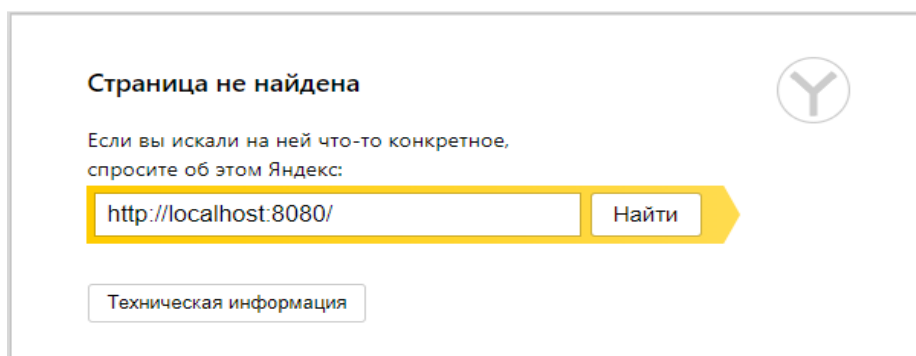 Страница не найдена
Если вы искали на ней что-то конкретное,
спросите об этом Яндекс:
http://localhost:8080/ Найти
Техническая информация